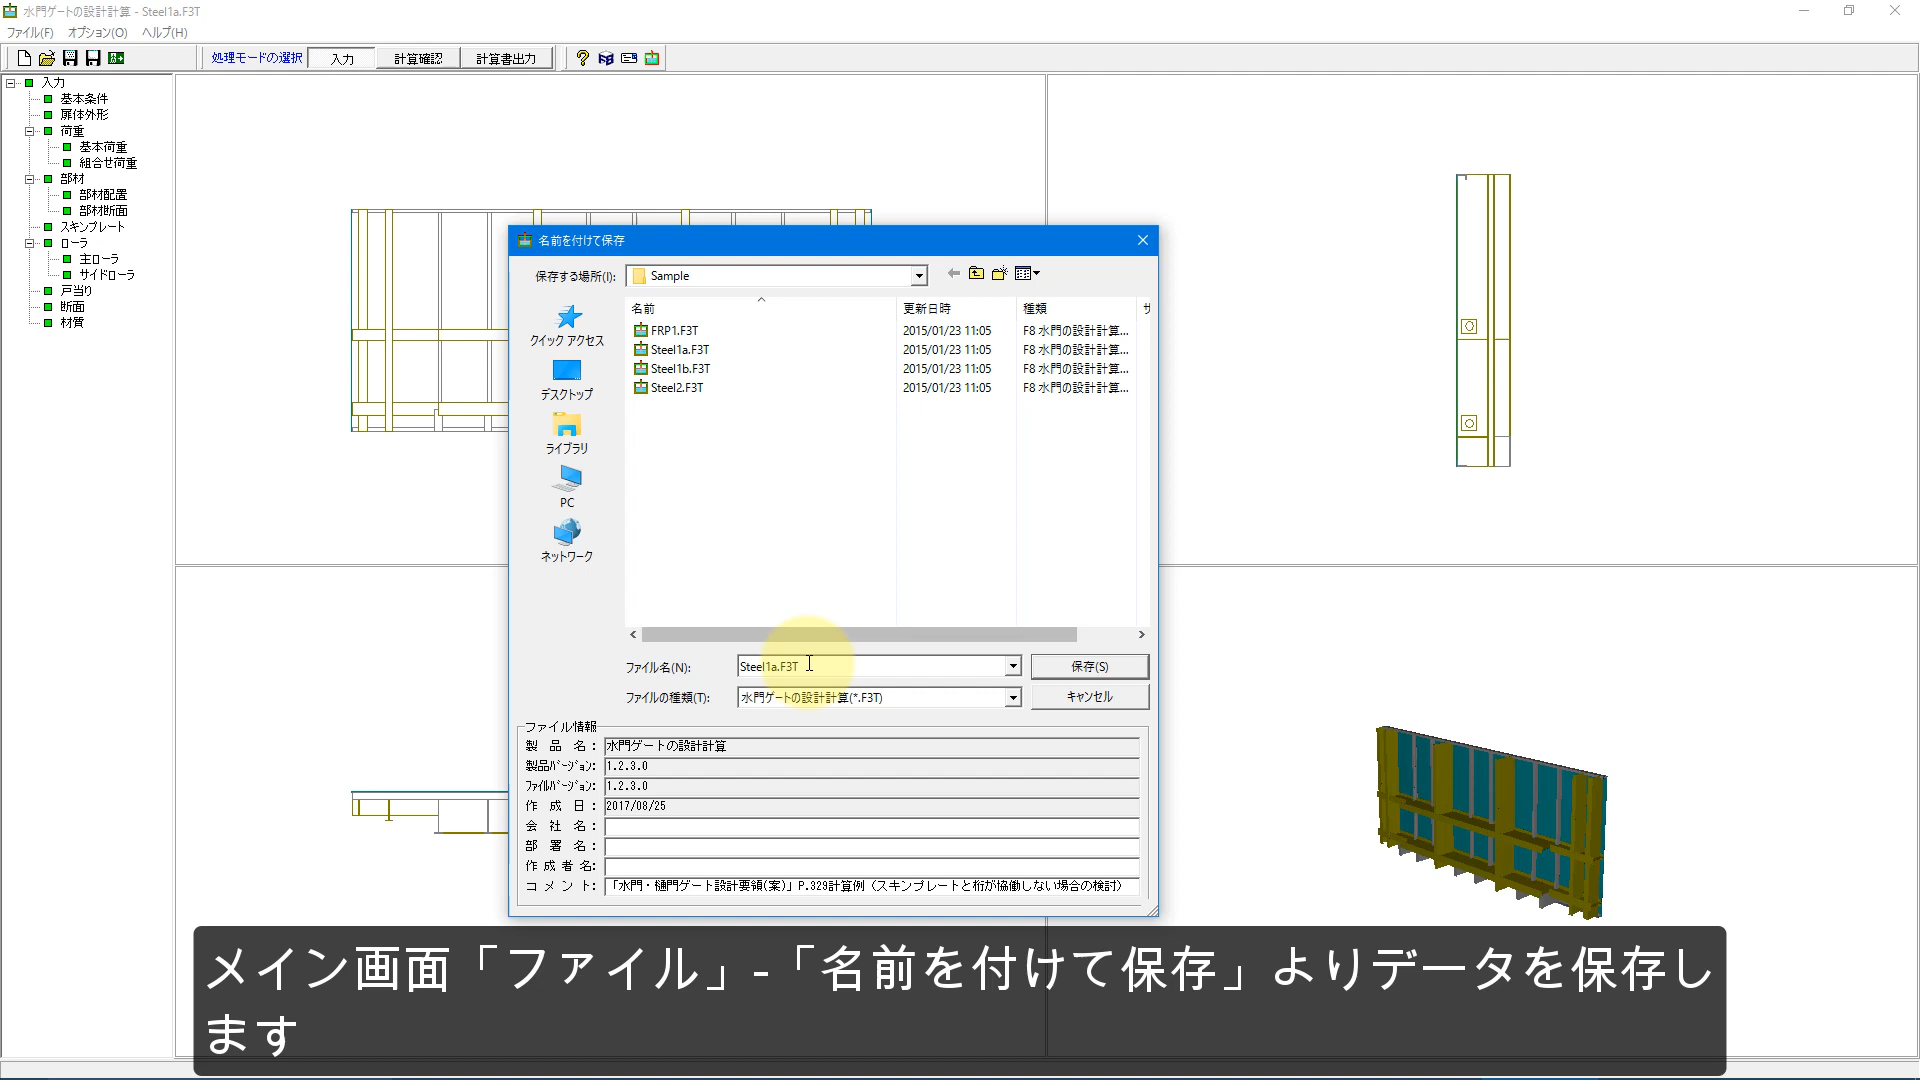 水門ゲートの設計計算 - Steel1a.F3T
ファイル(F) オプション(O) ヘルプ(H)
処理モードの選択 入力 計算確認 計算書出力
入力
基本条件
扉体外形
荷重
基本荷重
組合せ荷重
部材
部材配置
部材断面
スキンプレート
ローラ
主ローラ
サイドローラ
戸当り
断面
材質
名前を付けて保存
保存する場所(I): Sample
クイック アクセス
デスクトップ
ライブラリ
PC
ネットワーク
名前 更新日時 種類 サ
FRP1.F3T 2015/01/23 11:05 F8 水門の設計計算...
Steel1a.F3T 2015/01/23 11:05 F8 水門の設計計算...
Steel1b.F3T 2015/01/23 11:05 F8 水門の設計計算...
Steel2.F3T 2015/01/23 11:05 F8 水門の設計計算...
ファイル名(N): Steel1a.F3T 保存(S)
ファイルの種類(T): 水門ゲートの設計計算(*.F3T) キャンセル
ファイル情報
製 品 名： 水門ゲートの設計計算
製品ﾊﾞｰｼﾞｮﾝ: 1.2.3.0
ﾌｧｲﾙﾊﾞｰｼﾞｮﾝ: 1.2.3.0
作 成 日： 2017/08/25
会 社 名：
部 署 名：
作 成 者 名:
コ メ ン ト: 「水門・樋門ゲート設計要領(案)」P.329計算例（スキンプレートと桁が協働しない場合の検討）
メイン画面「ファイル」-「名前を付けて保存」よりデータを保存し
ます